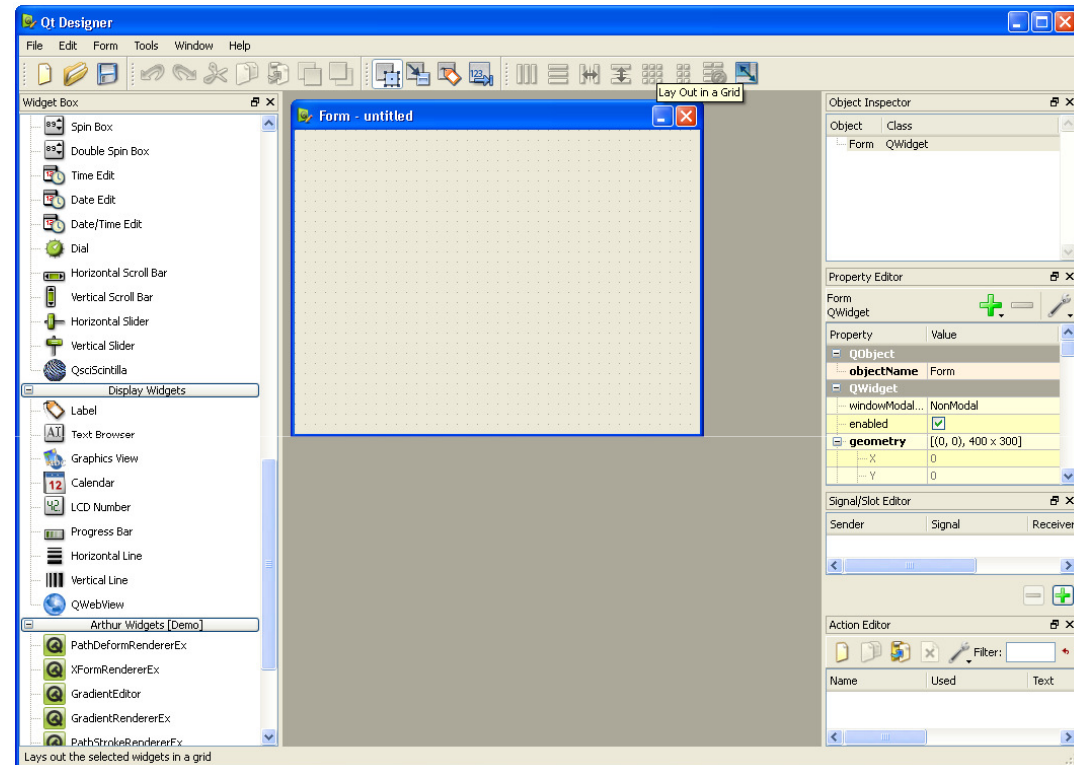 Qt Designer
File Edit Form Tools Window Help
123
Lay Out in a Grid
Widget Box
Spin Box
Double Spin Box
Time Edit
Date Edit
Date/Time Edit
Dial
Horizontal Scroll Bar
Vertical Scroll Bar
Horizontal Slider
Vertical Slider
QsciScintilla
Display Widgets
Label
AI Text Browser
Graphics View
12 Calendar
42 LCD Number
Progress Bar
Horizontal Line
Vertical Line
QWebView
Arthur Widgets [Demo]
PathDeformRendererEx
XFormRendererEx
GradientEditor
GradientRendererEx
PathStrokeRendererEx
Form - untitled
Object Inspector
Object Class
Form QWidget
Property Editor
Form
QWidget
Property Value
QObject
objectName Form
QWidget
windowModal... NonModal
enabled
geometry [(0, 0), 400 x 300]
X 0
Y 0
Signal/Slot Editor
Sender Signal Receiver
Action Editor
Filter:
Name Used Text
Lays out the selected widgets in a grid